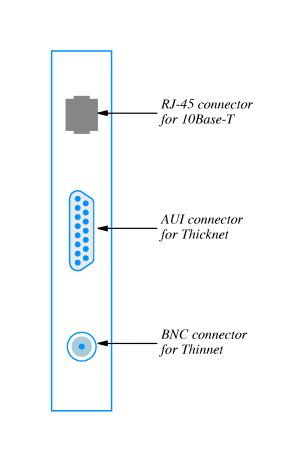 RJ-45 connector
for 10Base-T
AUI connector
for Thicknet
BNC connector
for Thinnet